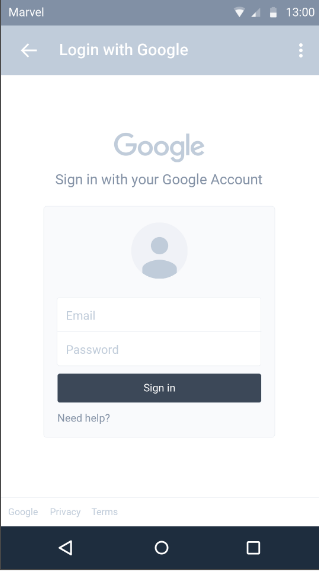 Marvel 13:00
Login with Google
Google
Sign in with your Google Account
Email
Password
Sign in
Need help?
Google Privacy Terms